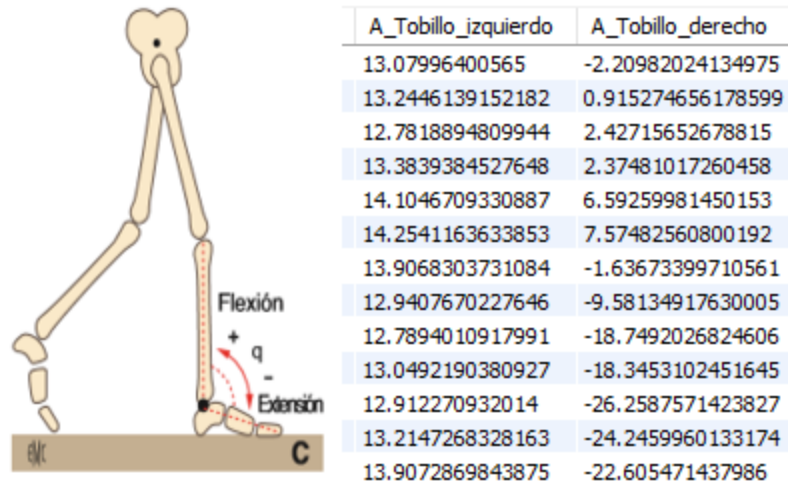 Flexión
+
q
-
Extensión
EMC
C
A_Tobillo_izquierdo A_Tobillo_derecho
13.07996400565 -2.20982024134975
13.2446139152182 0.915274656178599
12.7818894809944 2.42715652678815
13.3839384527648 2.37481017260458
14.1046709330887 6.59259981450153
14.2541163633853 7.57482560800192
13.9068303731084 -1.63673399710561
12.9407670227646 -9.58134917630005
12.7894010917991 -18.7492026824606
13.0492190380927 -18.3453102451645
12.912270932014 -26.2587571423827
13.2147268328163 -24.2459960133174
13.9072869843875 -22.605471437986